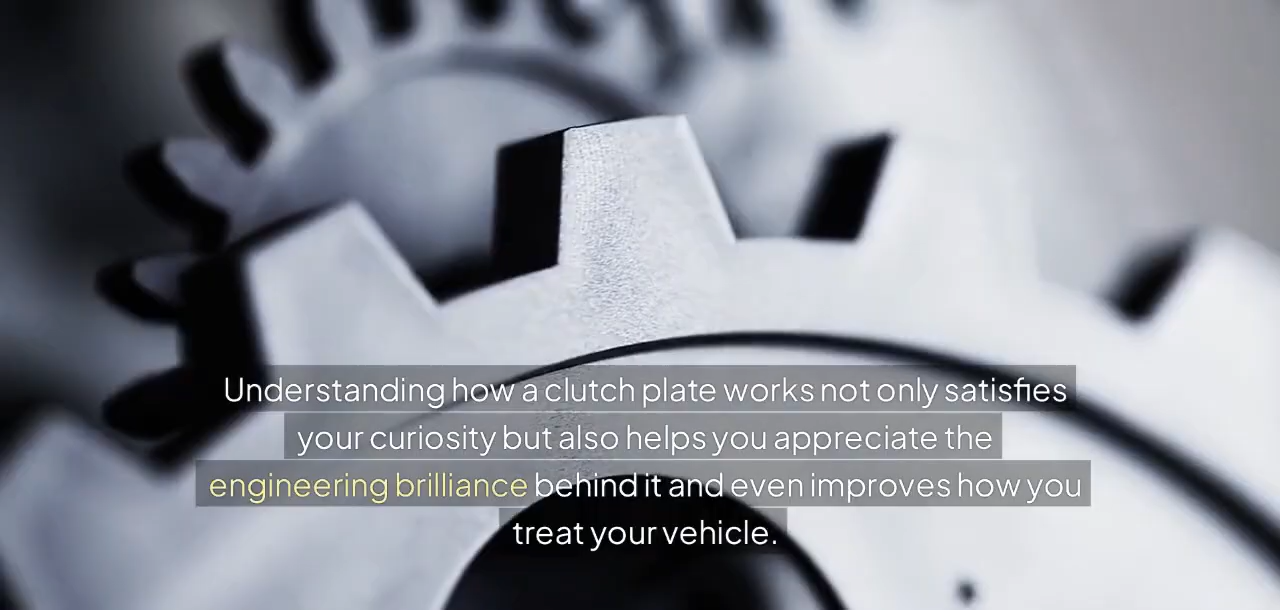 Understanding how a clutch plate works not only satisfies
your curiosity but also helps you appreciate the
engineering brilliance behind it and even improves how you
treat your vehicle.